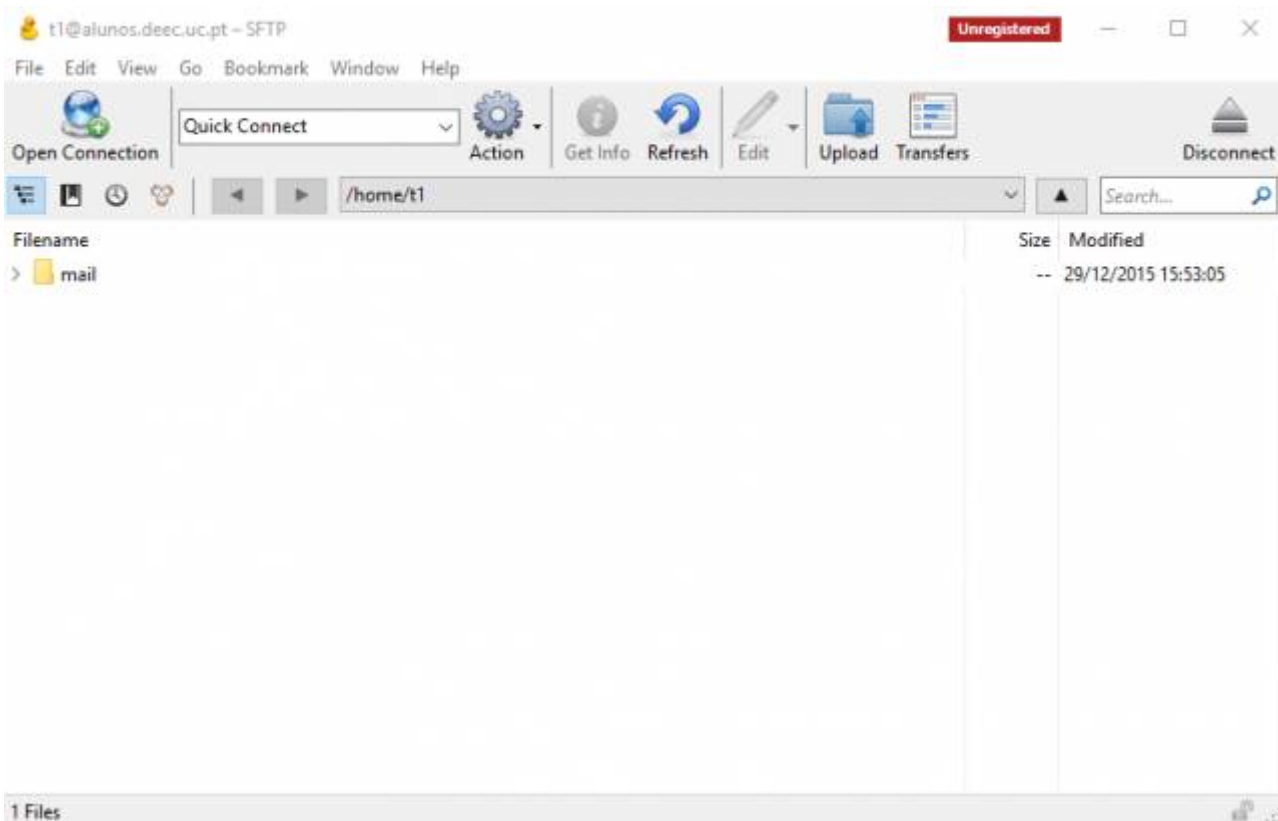 t1@alunos.deec.uc.pt – SFTP Unregistered
File Edit View Go Bookmark Window Help
Open Connection Quick Connect Action Get Info Refresh Edit Upload Transfers Disconnect
/home/t1 Search...
Filename Size Modified
mail -- 29/12/2015 15:53:05
1 Files